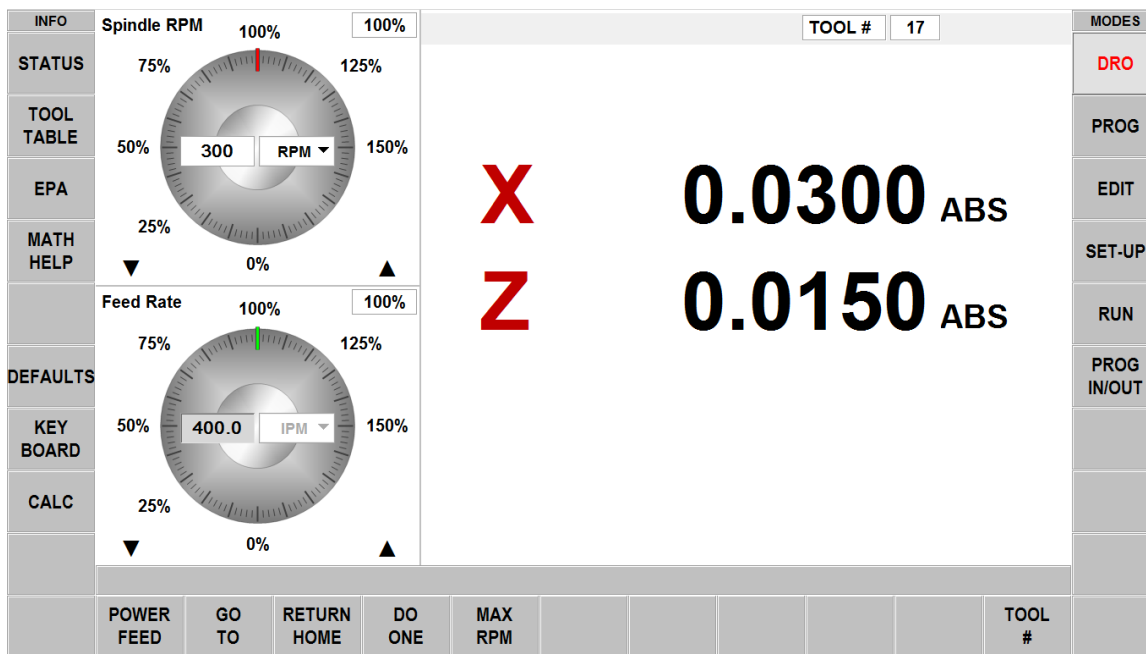 INFO
STATUS
TOOL
TABLE
EPA
MATH
HELP
DEFAULTS
KEY
BOARD
CALC
Spindle RPM
100%
100%
75%
125%
50%
300
RPM
150%
25%
0%
▼
▲
Feed Rate
100%
100%
75%
125%
50%
400.0
IPM
150%
25%
0%
▼
▲
TOOL # 17
X 0.0300 ABS
Z 0.0150 ABS
MODES
DRO
PROG
EDIT
SET-UP
RUN
PROG
IN/OUT
POWER
FEED
GO
TO
RETURN
HOME
DO
ONE
MAX
RPM
TOOL
#